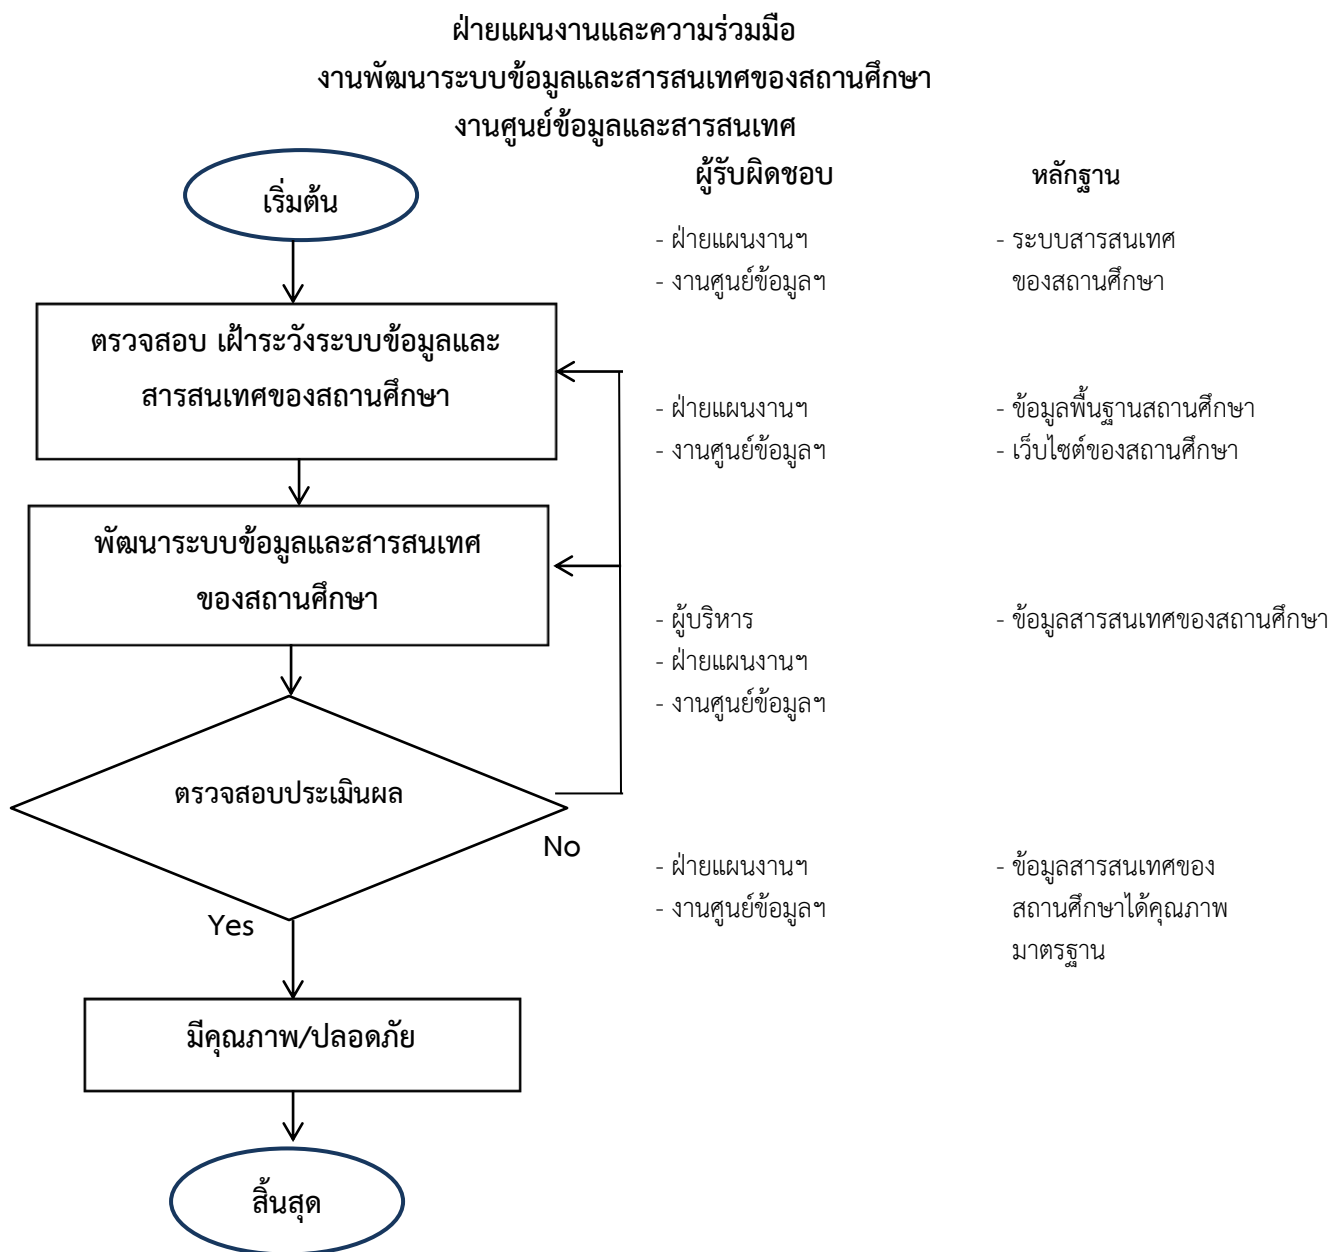 ฝ่ายแผนงานและความร่วมมือ
งานพัฒนาระบบข้อมูลและสารสนเทศของสถานศึกษา
งานศูนย์ข้อมูลและสารสนเทศ
ผู้รับผิดชอบ
หลักฐาน
เริ่มต้น
- ฝ่ายแผนงานฯ
- งานศูนย์ข้อมูลฯ
- ระบบสารสนเทศ
ของสถานศึกษา
ตรวจสอบ เฝ้าระวังระบบข้อมูลและ
สารสนเทศของสถานศึกษา
- ฝ่ายแผนงานฯ
- งานศูนย์ข้อมูลฯ
- ข้อมูลพื้นฐานสถานศึกษา
- เว็บไซต์ของสถานศึกษา
พัฒนาระบบข้อมูลและสารสนเทศ
ของสถานศึกษา
- ผู้บริหาร
- ฝ่ายแผนงานฯ
- งานศูนย์ข้อมูลฯ
- ข้อมูลสารสนเทศของสถานศึกษา
ตรวจสอบประเมินผล
No
Yes
- ฝ่ายแผนงานฯ
- งานศูนย์ข้อมูลฯ
- ข้อมูลสารสนเทศของ
สถานศึกษาได้คุณภาพ
มาตรฐาน
มีคุณภาพ/ปลอดภัย
สิ้นสุด